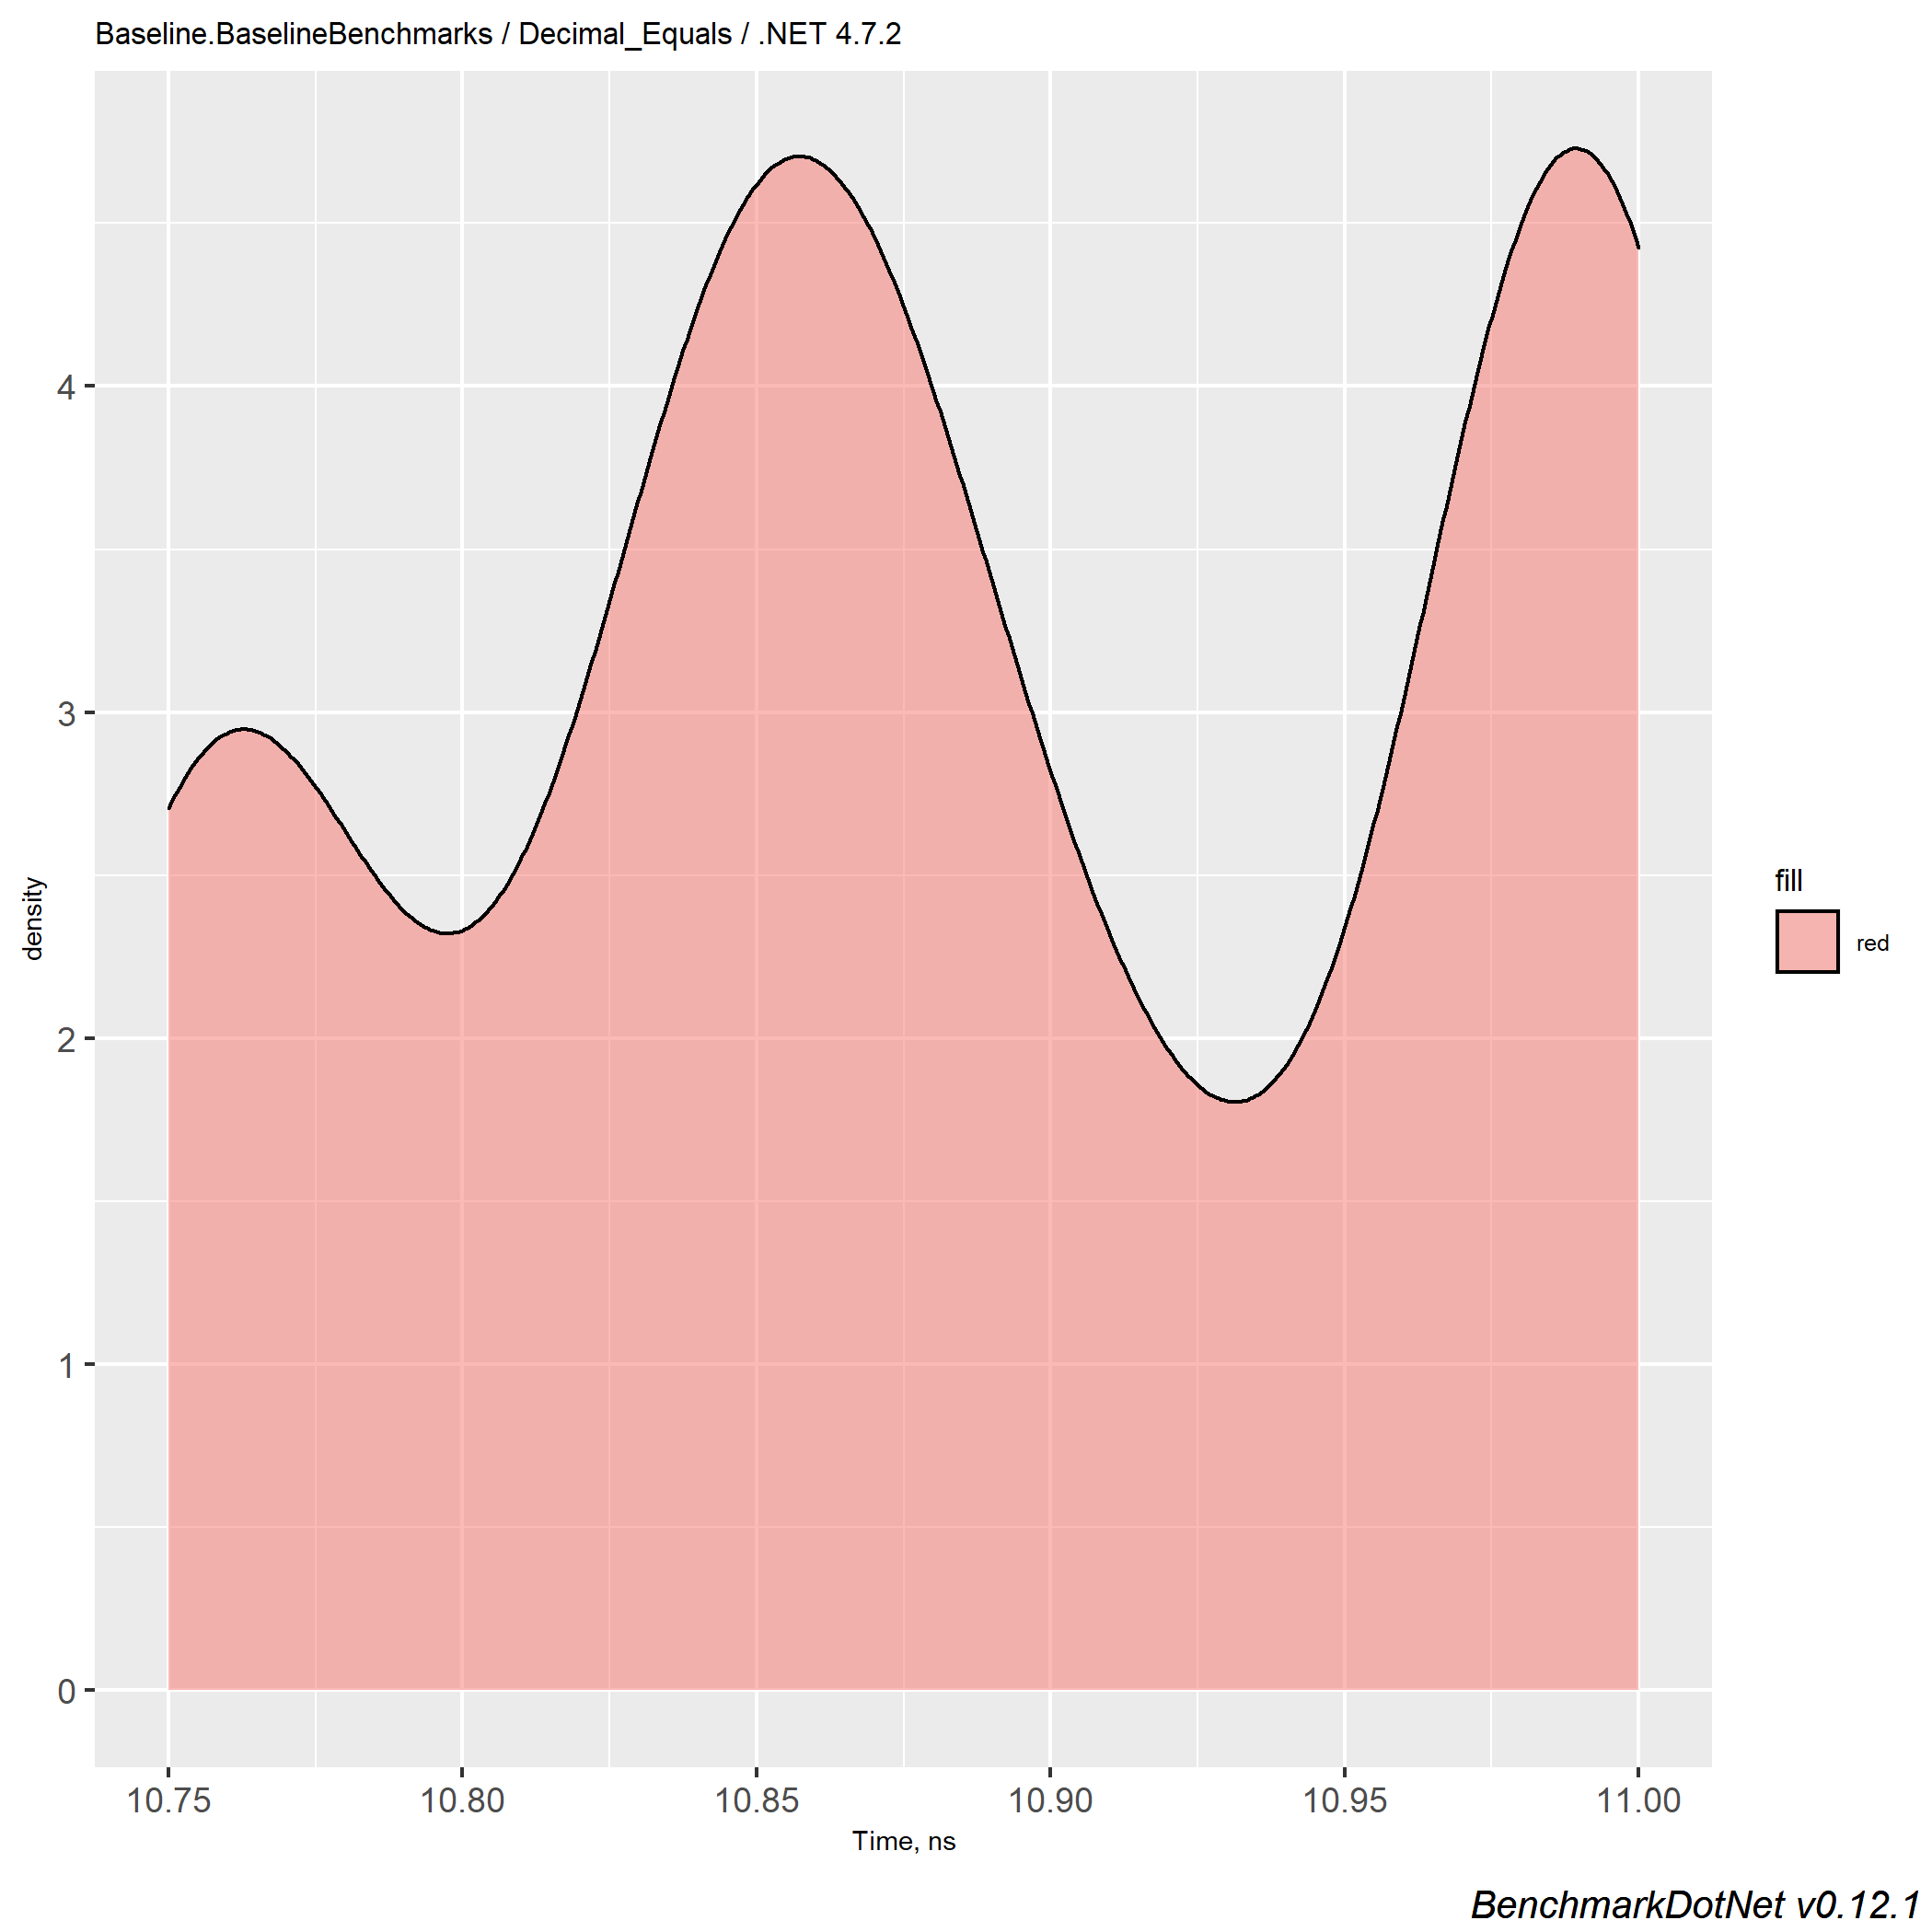 Baseline.BaselineBenchmarks / Decimal_Equals / .NET 4.7.2
4
3
2
1
0
density
10.75 10.80 10.85 10.90 10.95 11.00
Time, ns
fill
red
BenchmarkDotNet v0.12.1